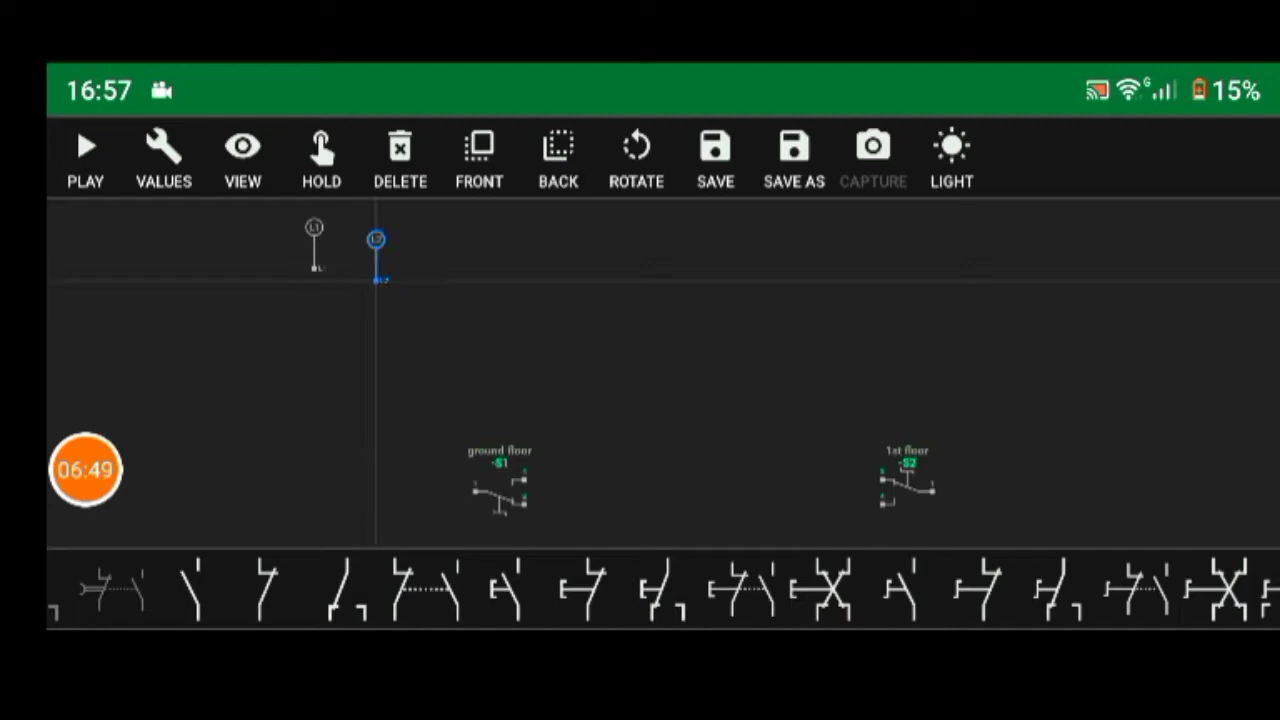 16:57 G 15%
PLAY VALUES VIEW HOLD DELETE FRONT BACK ROTATE SAVE SAVE AS CAPTURE LIGHT
L1
ground floor 1st floor
-S1 -S2
06:49